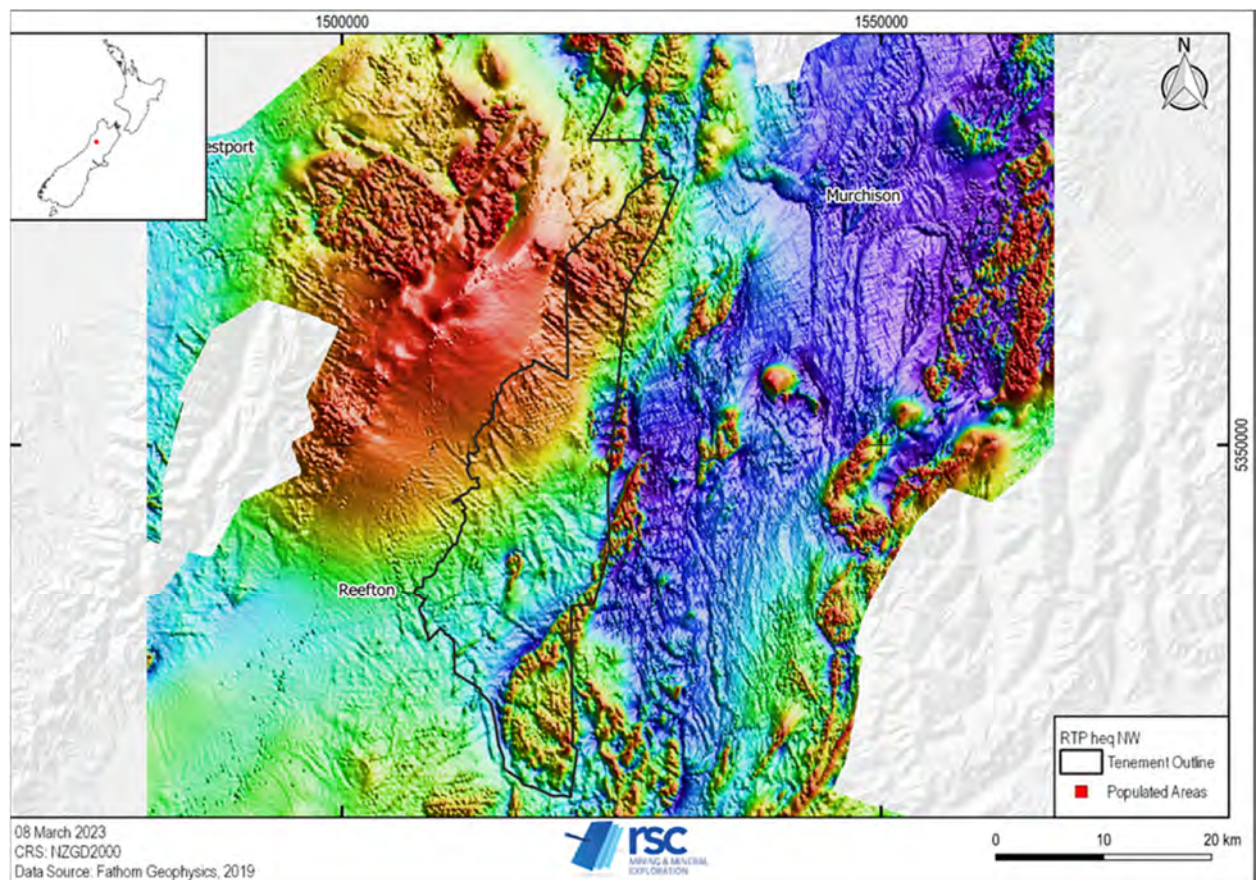 1500000
1550000
N
estport
Murchison
5350000
Reefton
RTP heq NW
Tenement Outline
Populated Areas
08 March 2023
CRS: NZGD2000
Data Source: Fathom Geophysics, 2019
rsc
MINING & MINERAL
EXPLORATION
0 10 20 km